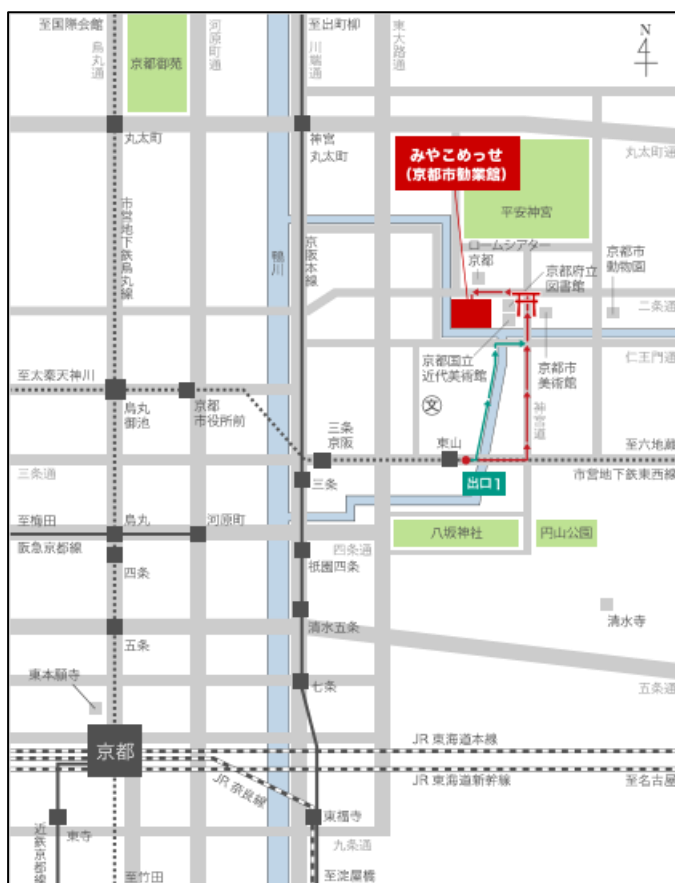 至国際会館
烏丸通
京都御苑
河原町通
至出町柳
川端通
東大路通
N
丸太町
神宮
丸太町
丸太町通
みやこめっせ
(京都市勧業館)
平安神宮
市営地下鉄烏丸線
鴨川
京阪本線
ロームシアター
京都
京都府立
図書館
京都市
動物園
二条通
京都国立
近代美術館
京都市
美術館
仁王門通
至太秦天神川
烏丸
御池
京都
市役所前
文
神宮道
三条
京阪
東山
至六地蔵
三条通
三条
出口1
市営地下鉄東西線
至梅田
烏丸
河原町
阪急京都線
四条通
八坂神社
円山公園
四条
祇園四条
清水寺
清水五条
五条
五条通
東本願寺
七条
京都
JR 東海道本線
JR 東海道新幹線
至名古屋
JR 奈良線
東寺
東福寺
近鉄京都線
九条通
至竹田
至淀屋橋